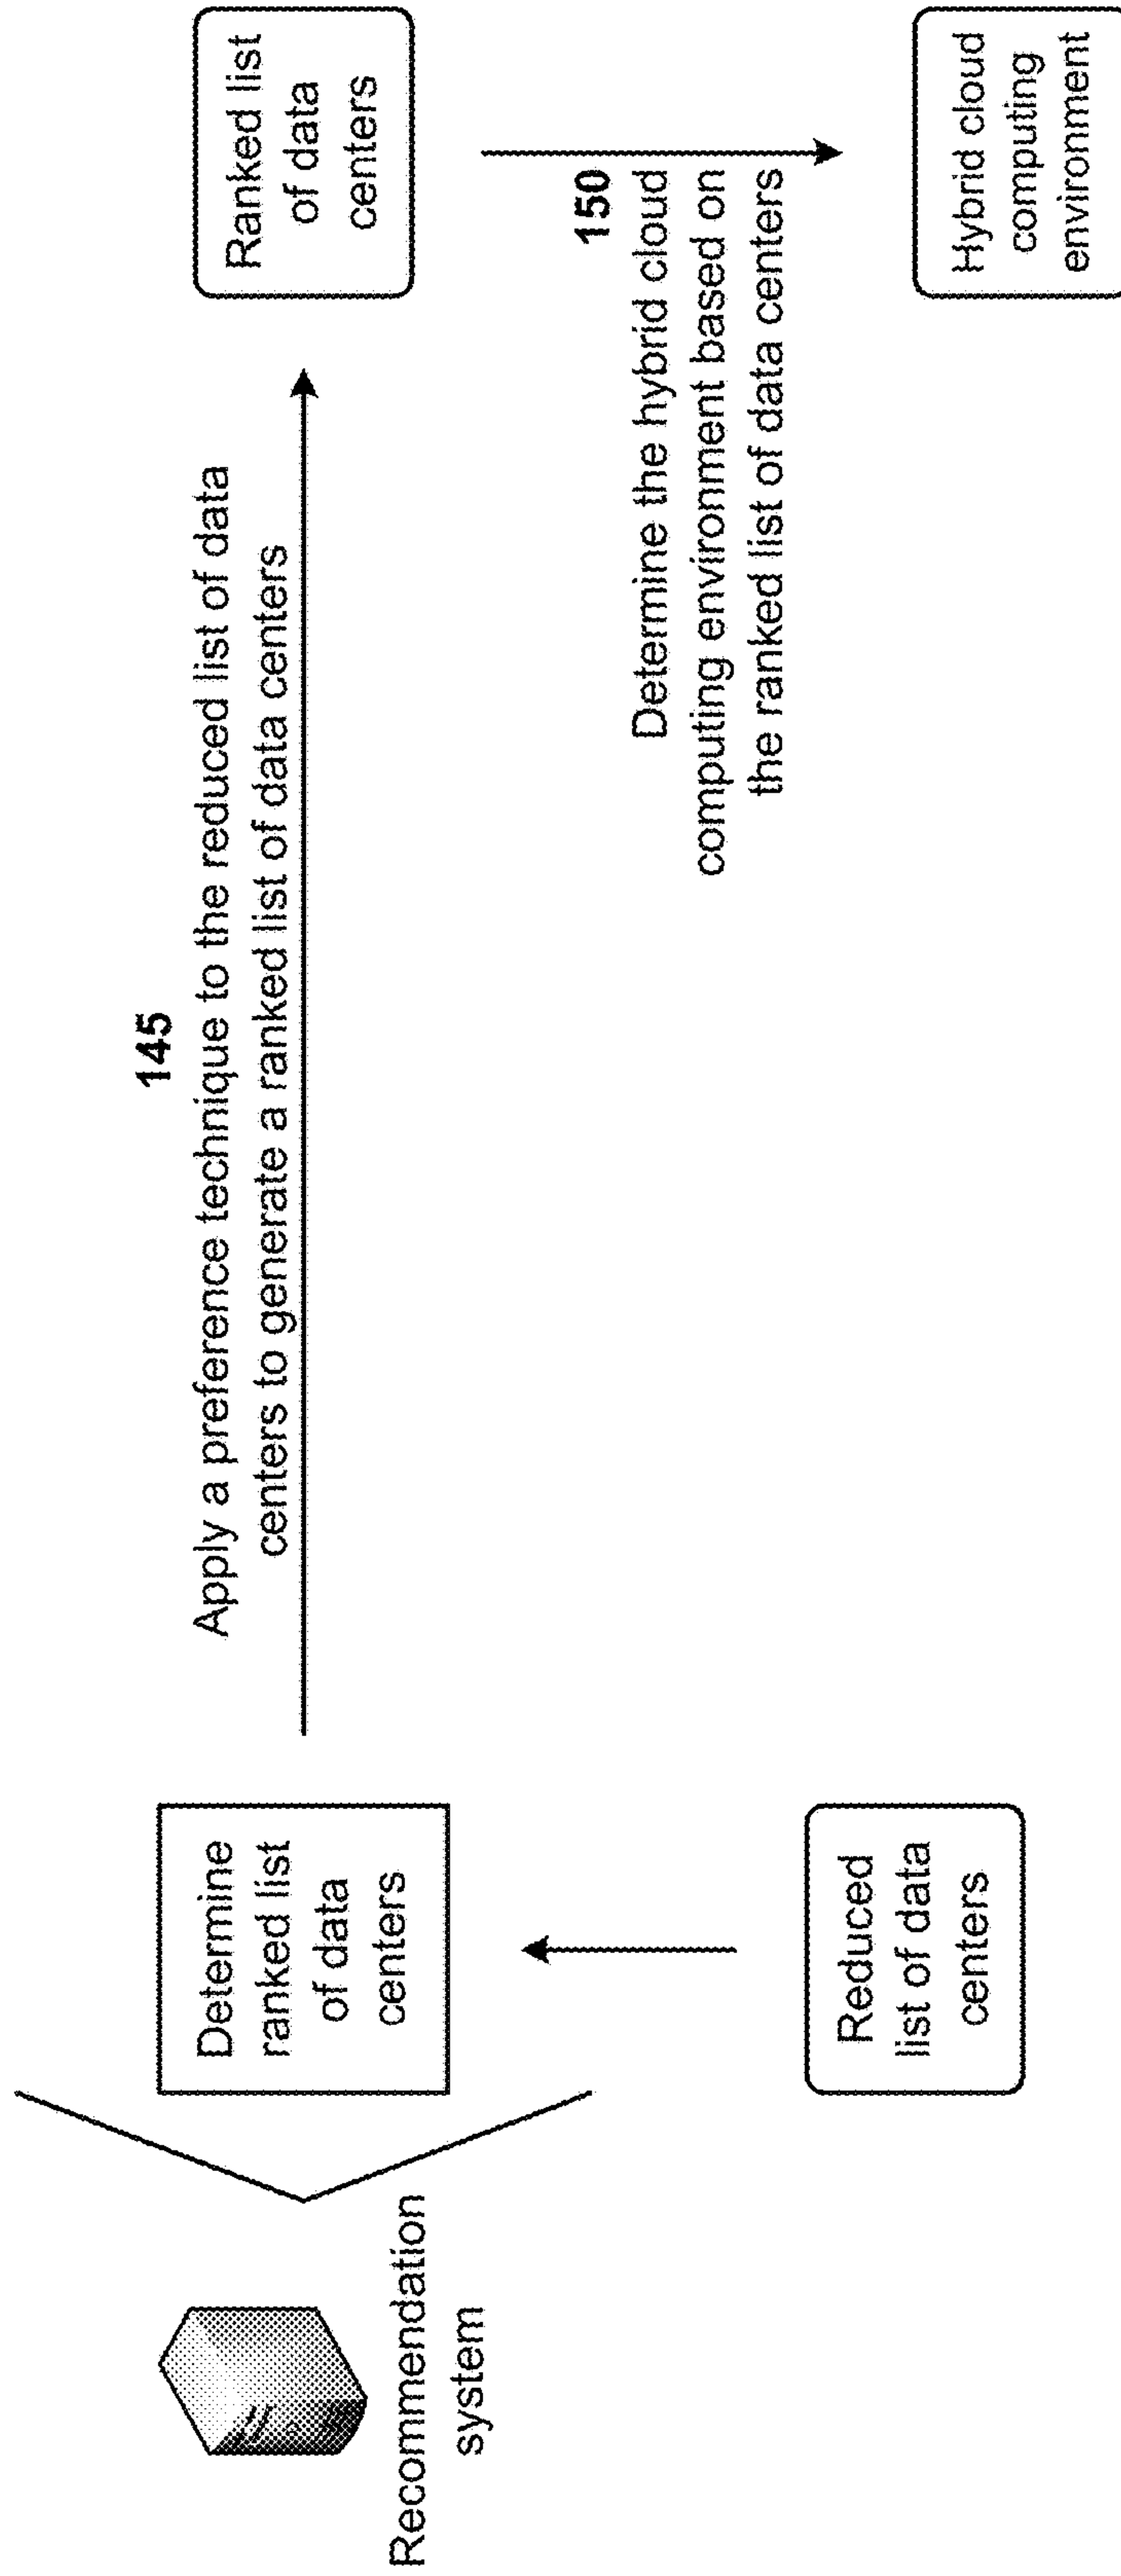 Recommendation
system
Determine
ranked list
of data
centers
Reduced
list of data
centers
145
Apply a preference technique to the reduced list of data
centers to generate a ranked list of data centers
Ranked list
of data
centers
150
Determine the hybrid cloud
computing environment based on
the ranked list of data centers
Hybrid cloud
computing
environment